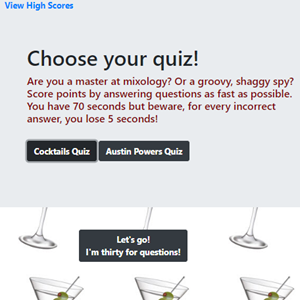 View High Scores
Choose your quiz!
Are you a master at mixology? Or a groovy, shaggy spy?
Score points by answering questions as fast as possible.
You have 70 seconds but beware, for every incorrect
answer, you lose 5 seconds!
Cocktails Quiz Austin Powers Quiz
Let's go!
I'm thirty for questions!